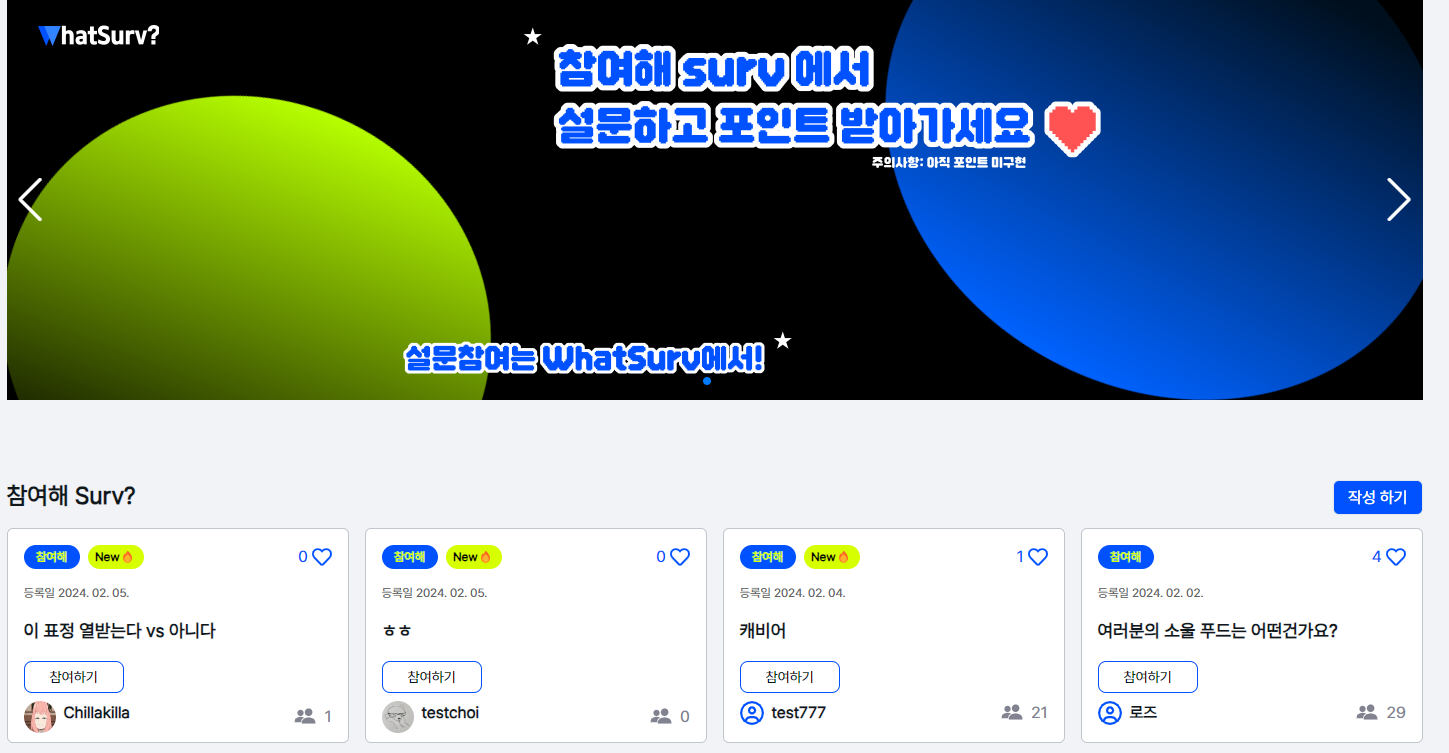 WhatSurv?
참여해 surv 에서
설문하고 포인트 받아가세요
주의사항: 아직 포인트 미구현
설문참여는 WhatSurv에서!
참여해 Surv?
작성 하기
참여해 New 0
등록일 2024. 02. 05.
이 표정 열받는다 vs 아니다
참여하기
Chillakilla 1
참여해 New 0
등록일 2024. 02. 05.
ㅎㅎ
참여하기
testchoi 0
참여해 New 1
등록일 2024. 02. 04.
캐비어
참여하기
test777 21
참여해 4
등록일 2024. 02. 02.
여러분의 소울 푸드는 어떤건가요?
참여하기
로즈 29